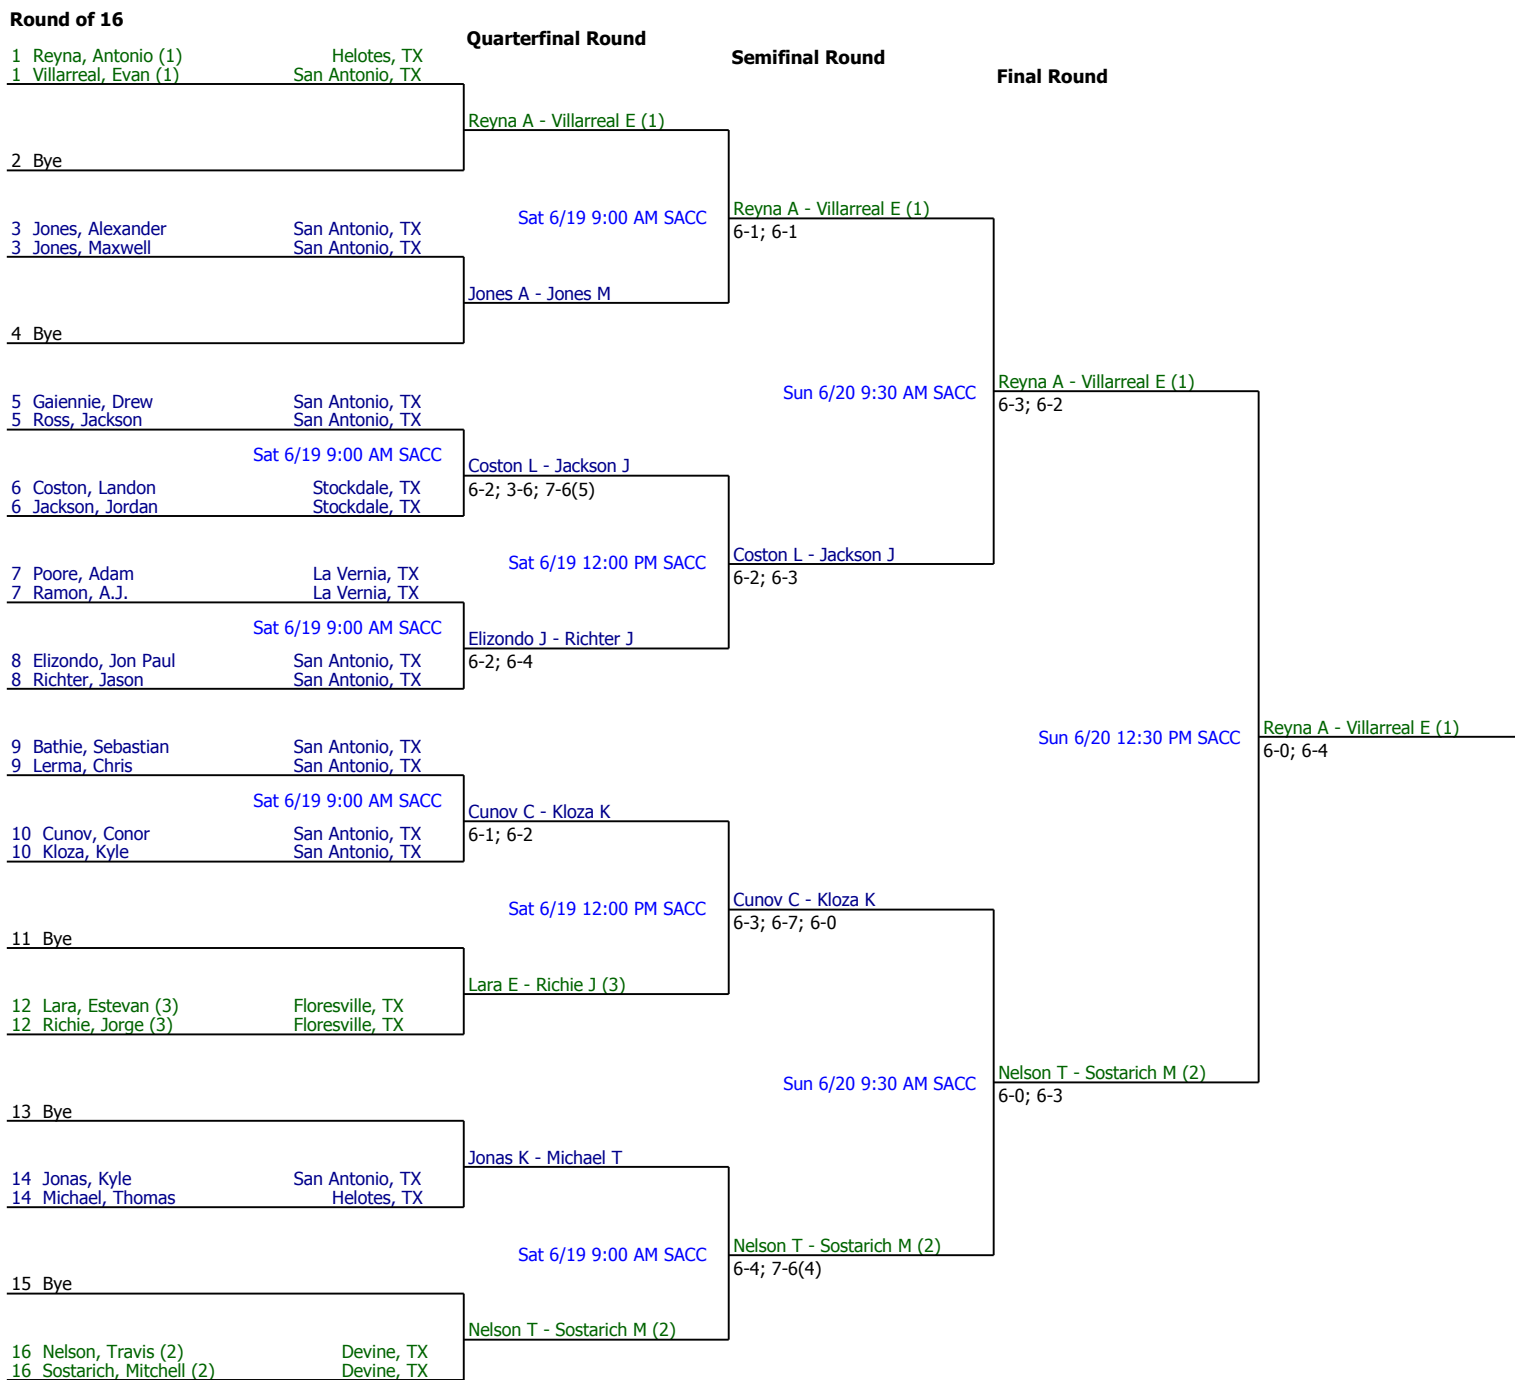 Round of 16
Quarterfinal Round
Semifinal Round
Final Round
1 Reyna, Antonio (1) Helotes, TX
1 Villarreal, Evan (1) San Antonio, TX
Reyna A - Villarreal E (1)
2 Bye
Sat 6/19 9:00 AM SACC
Reyna A - Villarreal E (1)
6-1; 6-1
3 Jones, Alexander San Antonio, TX
3 Jones, Maxwell San Antonio, TX
Jones A - Jones M
4 Bye
Sun 6/20 9:30 AM SACC
Reyna A - Villarreal E (1)
6-3; 6-2
5 Gaiennie, Drew San Antonio, TX
5 Ross, Jackson San Antonio, TX
Sat 6/19 9:00 AM SACC
Coston L - Jackson J
6-2; 3-6; 7-6(5)
6 Coston, Landon Stockdale, TX
6 Jackson, Jordan Stockdale, TX
Sat 6/19 12:00 PM SACC
Coston L - Jackson J
6-2; 6-3
7 Poore, Adam La Vernia, TX
7 Ramon, A.J. La Vernia, TX
Sat 6/19 9:00 AM SACC
Elizondo J - Richter J
6-2; 6-4
8 Elizondo, Jon Paul San Antonio, TX
8 Richter, Jason San Antonio, TX
Sun 6/20 12:30 PM SACC
Reyna A - Villarreal E (1)
6-0; 6-4
9 Bathie, Sebastian San Antonio, TX
9 Lerma, Chris San Antonio, TX
Sat 6/19 9:00 AM SACC
Cunov C - Kloza K
6-1; 6-2
10 Cunov, Conor San Antonio, TX
10 Kloza, Kyle San Antonio, TX
Sat 6/19 12:00 PM SACC
Cunov C - Kloza K
6-3; 6-7; 6-0
11 Bye
Lara E - Richie J (3)
12 Lara, Estevan (3) Floresville, TX
12 Richie, Jorge (3) Floresville, TX
Sun 6/20 9:30 AM SACC
Nelson T - Sostarich M (2)
6-0; 6-3
13 Bye
Jonas K - Michael T
14 Jonas, Kyle San Antonio, TX
14 Michael, Thomas Helotes, TX
Sat 6/19 9:00 AM SACC
Nelson T - Sostarich M (2)
6-4; 7-6(4)
15 Bye
Nelson T - Sostarich M (2)
16 Nelson, Travis (2) Devine, TX
16 Sostarich, Mitchell (2) Devine, TX